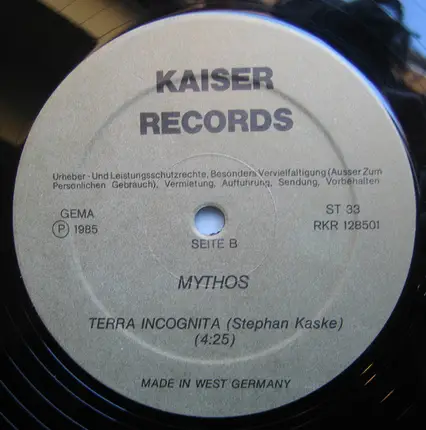 KAISER
RECORDS
Urheber-Und Leistungsschutzrechte, Besonders Vervielfaltigung (Ausser Zum
Persönlichen Gebrauch), Vermietung, Aufführung, Sendung, Vorbehalten
GEMA
ST 33
Ⓟ 1985
RKR 128501
SEITE B
MYTHOS
TERRA INCOGNITA (Stephan Kaske)
(4:25)
MADE IN WEST GERMANY